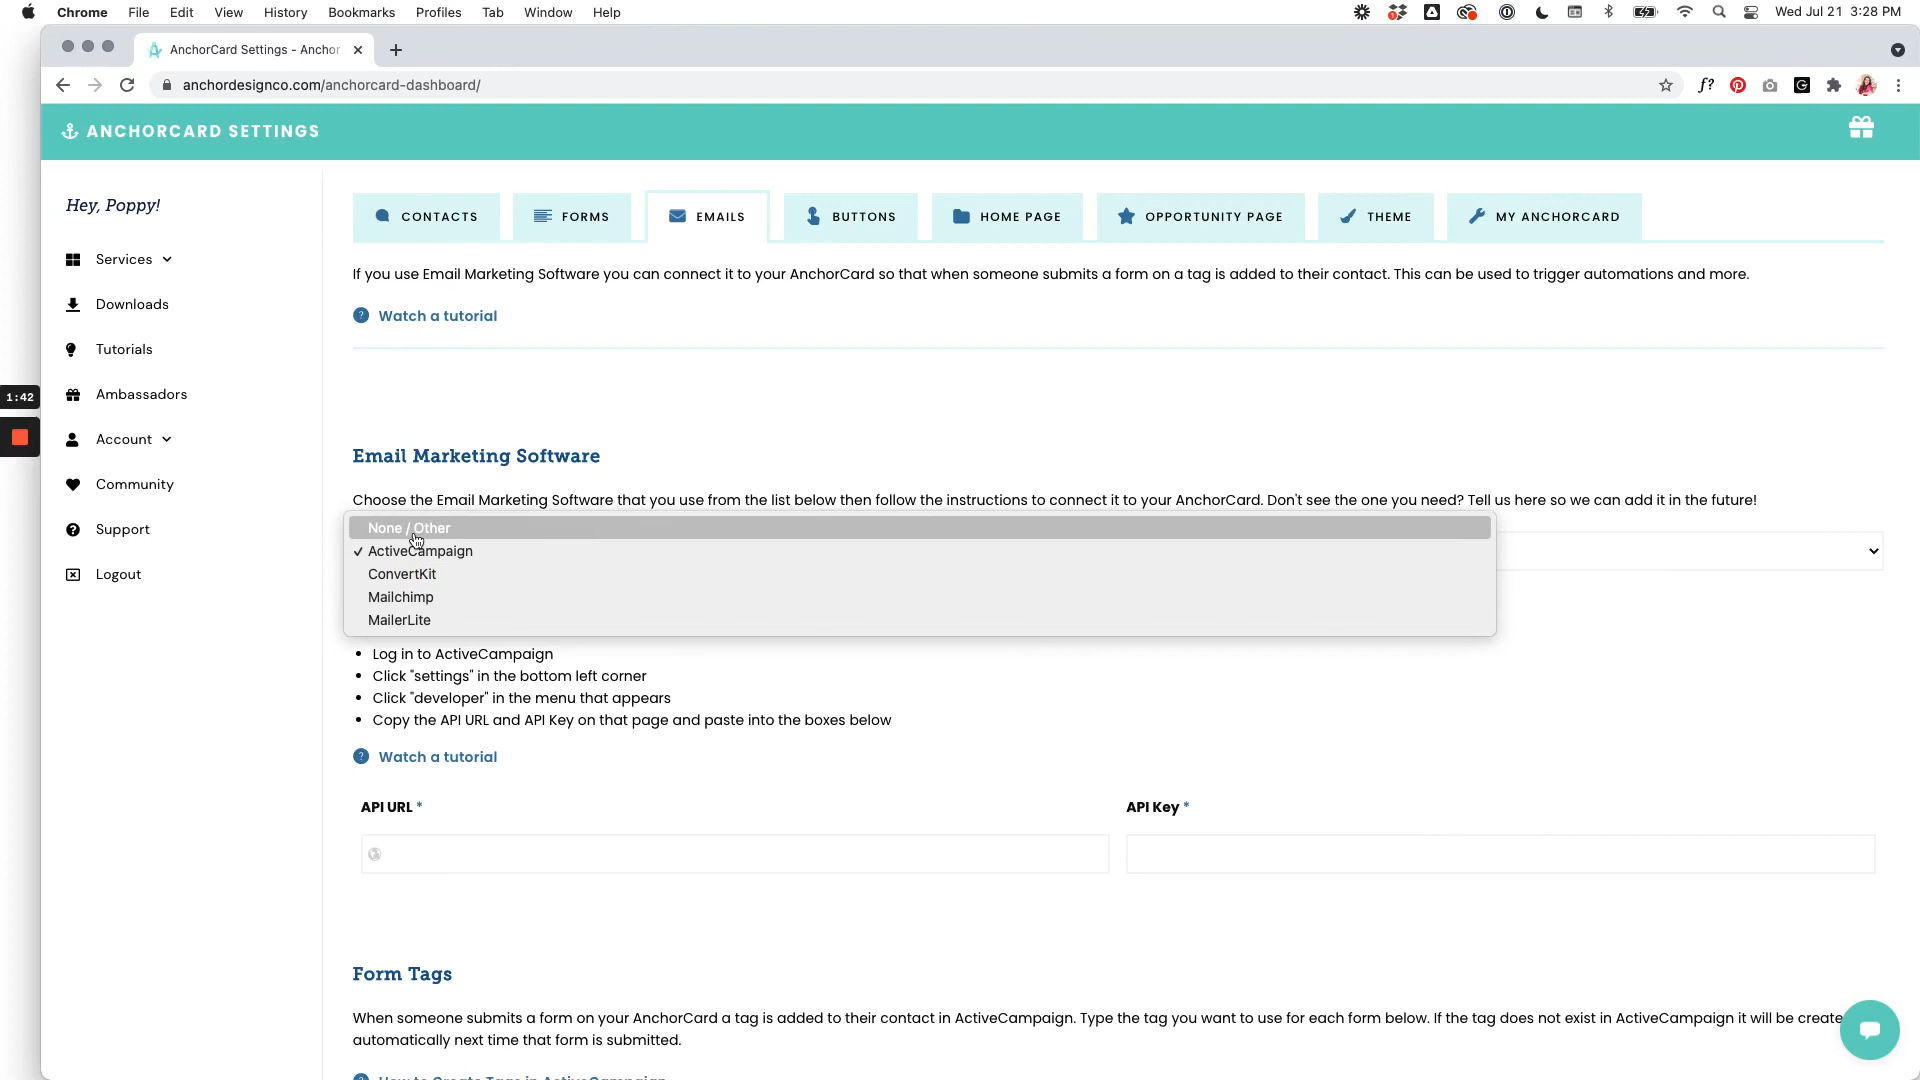 Chrome File Edit View History Bookmarks Profiles Tab Window Help Wed Jul 21 3:28 PM
AnchorCard Settings - Anchor
anchordesignco.com/anchorcard-dashboard/
ANCHORCARD SETTINGS
Hey, Poppy!
Services
Downloads
Tutorials
Ambassadors
Account
Community
Support
Logout
1:42
CONTACTS FORMS EMAILS BUTTONS HOME PAGE OPPORTUNITY PAGE THEME MY ANCHORCARD
If you use Email Marketing Software you can connect it to your AnchorCard so that when someone submits a form on a tag is added to their contact. This can be used to trigger automations and more.
Watch a tutorial
Email Marketing Software
Choose the Email Marketing Software that you use from the list below then follow the instructions to connect it to your AnchorCard. Don't see the one you need? Tell us here so we can add it in the future!
None / Other
✓ ActiveCampaign
ConvertKit
Mailchimp
MailerLite
• Log in to ActiveCampaign
• Click "settings" in the bottom left corner
• Click "developer" in the menu that appears
• Copy the API URL and API Key on that page and paste into the boxes below
Watch a tutorial
API URL * API Key *
Form Tags
When someone submits a form on your AnchorCard a tag is added to their contact in ActiveCampaign. Type the tag you want to use for each form below. If the tag does not exist in ActiveCampaign it will be create
automatically next time that form is submitted.
How to Create Tags in ActiveCampaign